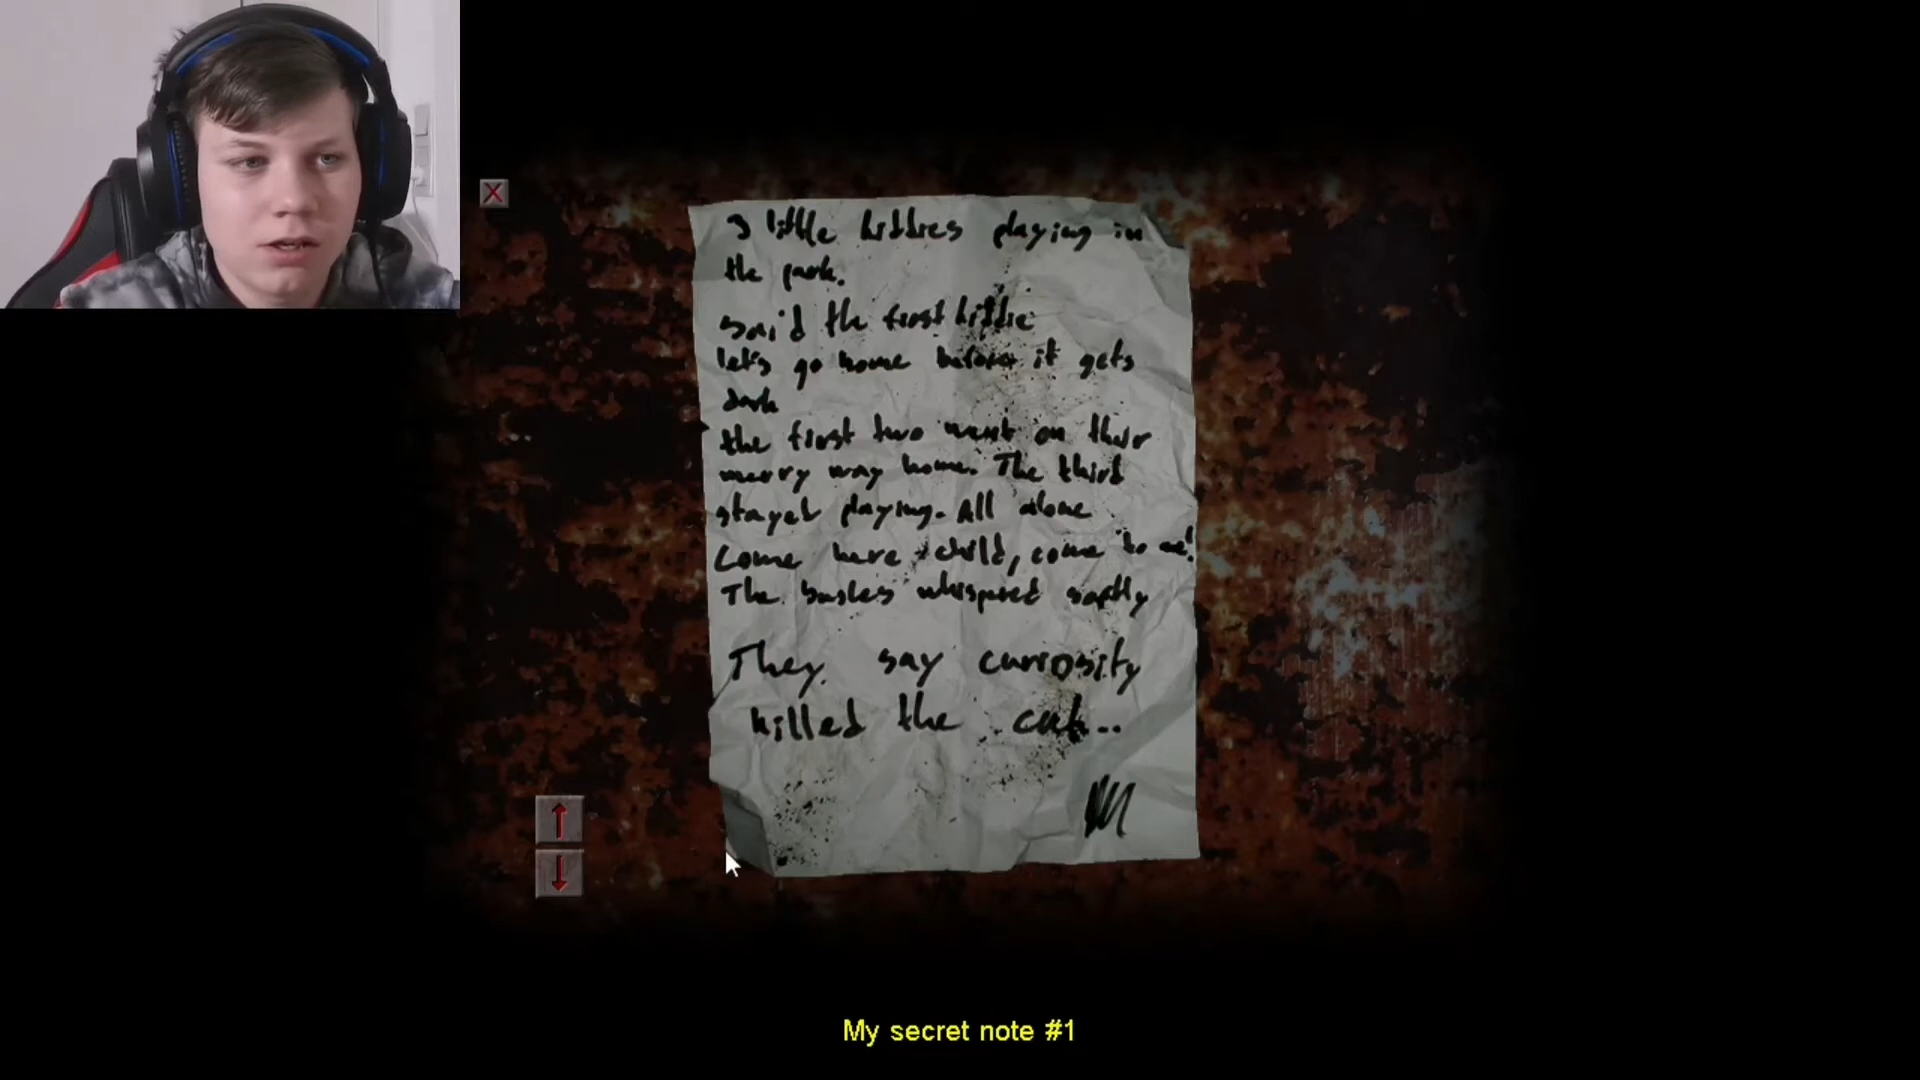 3 little kiddies playing in
the park.
said the first kiddie
let's go home before it gets
dark
the first two went on their
merry way home. The third
stayed playing. All alone
Come here child, come to me!
The bushes whispered softly
They say curiosity
killed the cat..
X
My secret note #1